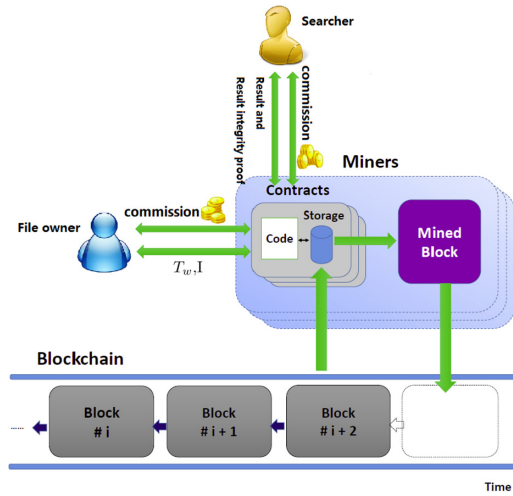 Searcher
Result and
Result integrity proof
commission
Miners
Contracts
Storage
Code
Mined
Block
File owner
commission
T_w,I
Blockchain
Block
# i
Block
# i + 1
Block
# i + 2
......
Time